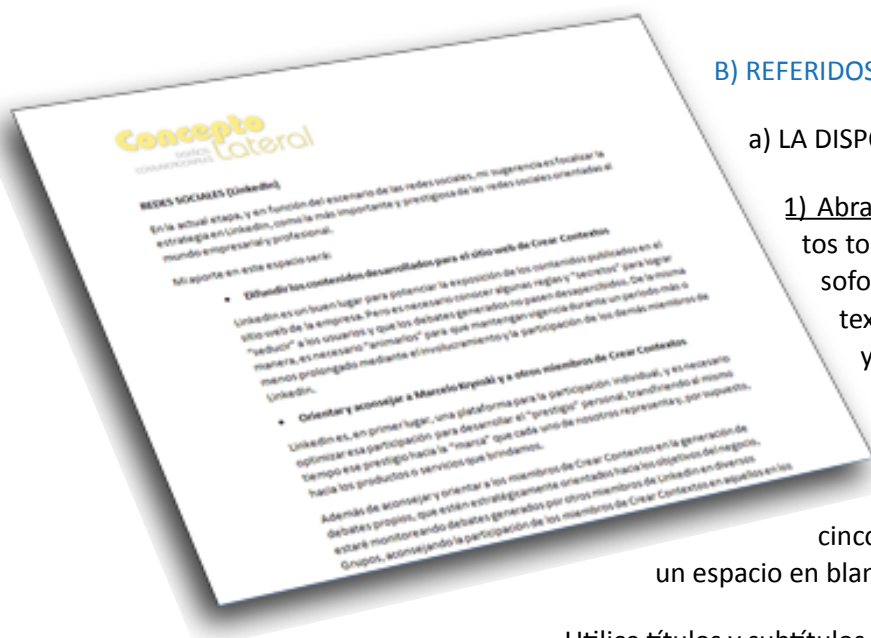 Concepto
Lateral
DISEÑOS
COMUNICACIONALES
REDES SOCIALES (Linkedin)
En la actual etapa, y en función del escenario de las redes sociales, mi sugerencia es focalizar la
estrategia en Linkedin, como la más importante y prestigiosa de las redes sociales orientadas al
mundo empresarial y profesional.
Mi aporte en este espacio será:
• Difundir los contenidos desarrollados para el sitio web de Crear Contextos
Linkedin es un buen lugar para potenciar la exposición de los contenidos publicados en el
sitio web de la empresa. Pero es necesario conocer algunas reglas y "secretos" para lograr
"seducir" a los usuarios y que los debates generados no pasen desapercibidos. De la misma
manera, es necesario "animarlos" para que mantengan vigencia durante un período más o
menos prolongado mediante el involucramiento y la participación de los demás miembros de
Linkedin.
• Orientar y aconsejar a Marcelo y a otros miembros de Crear Contextos
Linkedin es, en primer lugar, una plataforma para la participación individual, y es necesario
optimizar esa participación para desarrollar el "prestigio" personal, transfiriendo al mismo
tiempo ese prestigio hacia la "marca" que cada uno de nosotros representa y, por supuesto,
hacia los productos o servicios que brindamos.
Además de aconsejar y orientar a los miembros de Crear Contextos en la generación de
debates propios, que estén estratégicamente orientados hacia los objetivos del negocio,
estaré monitoreando debates generados por otros miembros de Linkedin en diversos
Grupos, aconsejando la participación de los miembros de Crear Contextos en aquellos en los
B) REFERIDOS
a) LA DISP
1) Abra
tos to
sofo
tex
y
cinco
un espacio en blan
Utilice títulos y subtítulos